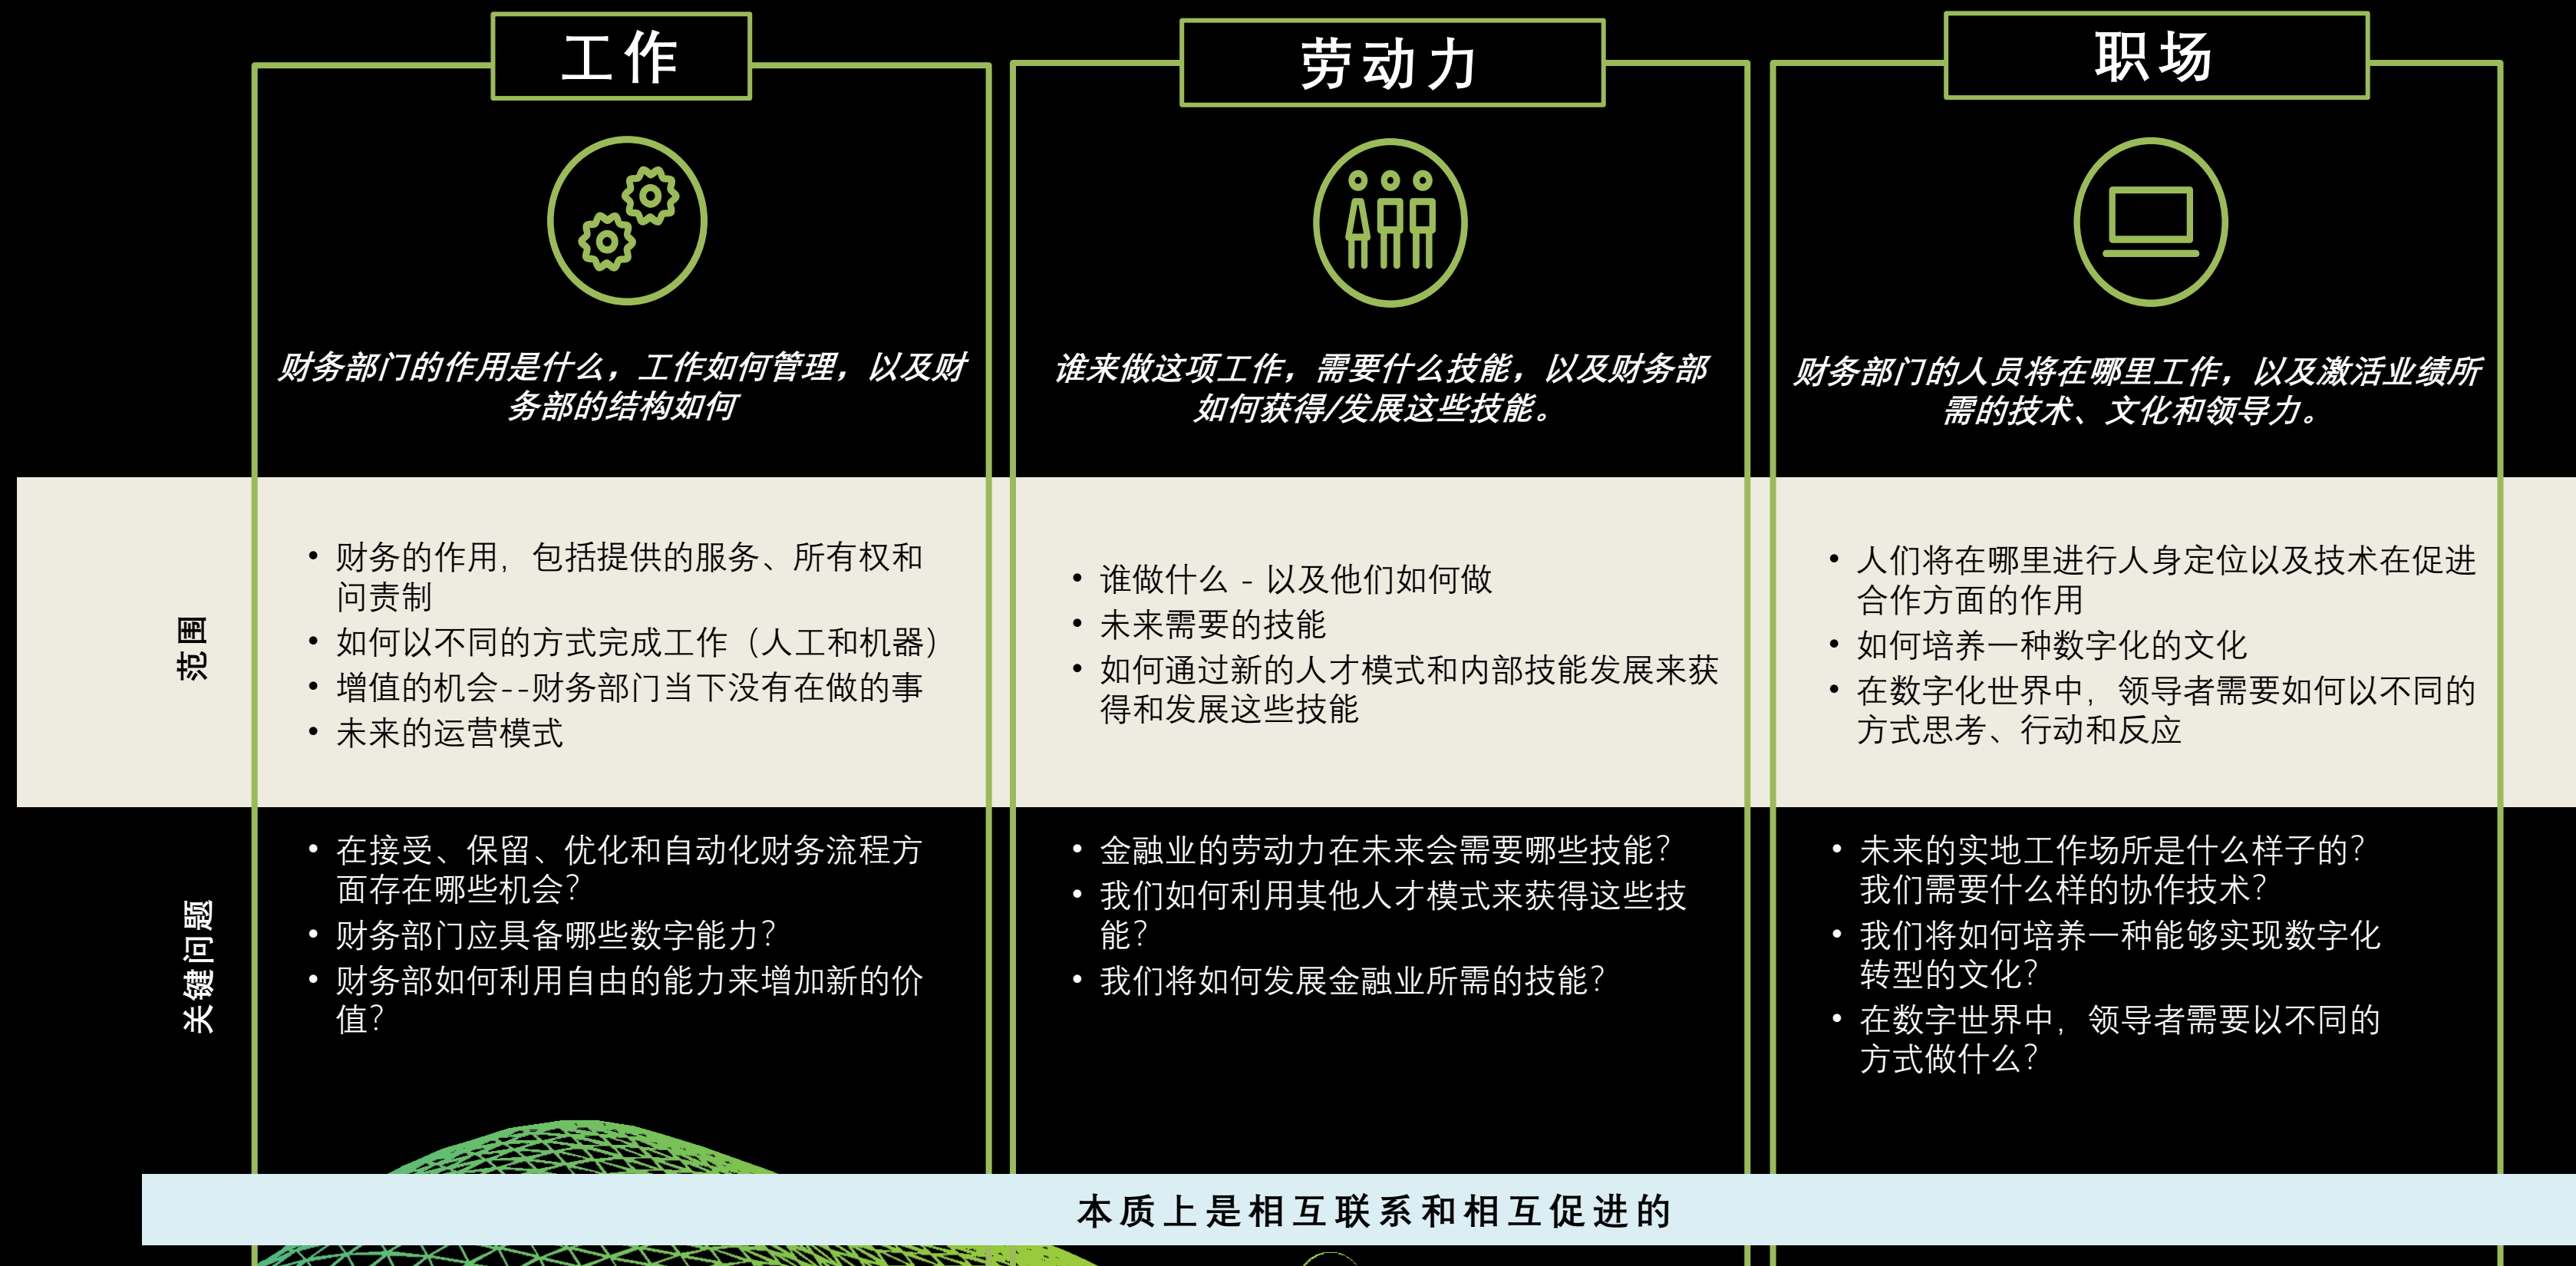 工作
财务部门的作用是什么，工作如何管理，以及财
务部的结构如何
劳动力
谁来做这项工作，需要什么技能，以及财务部
如何获得/发展这些技能。
职场
财务部门的人员将在哪里工作，以及激活业绩所
需的技术、文化和领导力。
范围
• 财务的作用，包括提供的服务、所有权和
问责制
• 如何以不同的方式完成工作（人工和机器）
• 增值的机会--财务部门当下没有在做的事
• 未来的运营模式
• 谁做什么 - 以及他们如何做
• 未来需要的技能
• 如何通过新的人才模式和内部技能发展来获
得和发展这些技能
• 人们将在哪里进行人身定位以及技术在促进
合作方面的作用
• 如何培养一种数字化的文化
• 在数字化世界中，领导者需要如何以不同的
方式思考、行动和反应
关键问题
• 在接受、保留、优化和自动化财务流程方
面存在哪些机会？
• 财务部门应具备哪些数字能力？
• 财务部如何利用自由的能力来增加新的价
值？
• 金融业的劳动力在未来会需要哪些技能？
• 我们如何利用其他人才模式来获得这些技
能？
• 我们将如何发展金融业所需的技能？
• 未来的实地工作场所是什么样子的？
我们需要什么样的协作技术？
• 我们将如何培养一种能够实现数字化
转型的文化？
• 在数字世界中，领导者需要以不同的
方式做什么？
本质上是相互联系和相互促进的